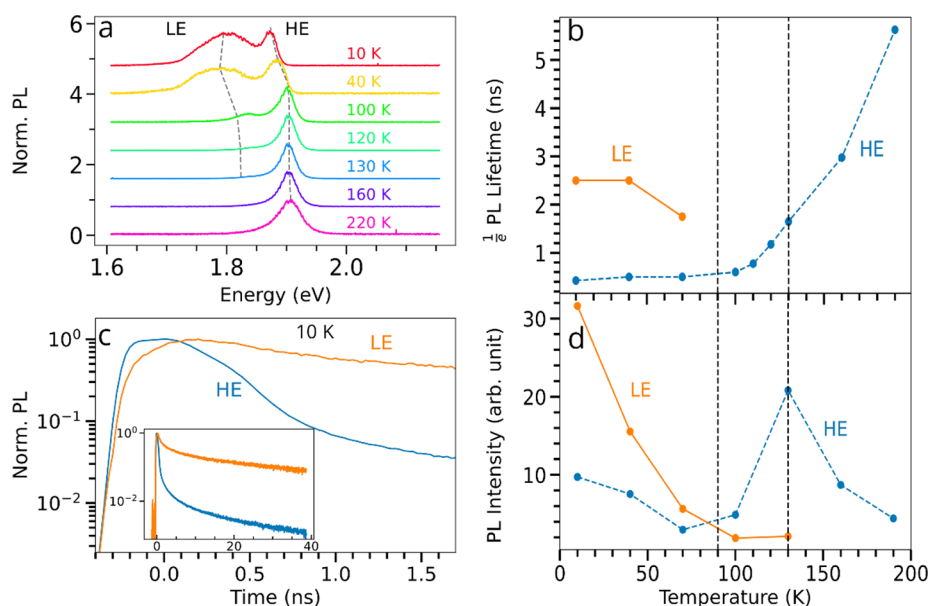 a
LE
HE
10 K
40 K
100 K
120 K
130 K
160 K
220 K
6
4
2
0
Norm. PL
1.6
1.8
2.0
Energy (eV)
b
LE
HE
5
4
3
2
1
1/e PL Lifetime (ns)
c
10 K
LE
HE
10^0
10^-1
10^-2
Norm. PL
10^0
10^-2
0
20
40
0.0
0.5
1.0
1.5
Time (ns)
d
LE
HE
30
20
10
PL Intensity (arb. unit)
0
50
100
150
200
Temperature (K)